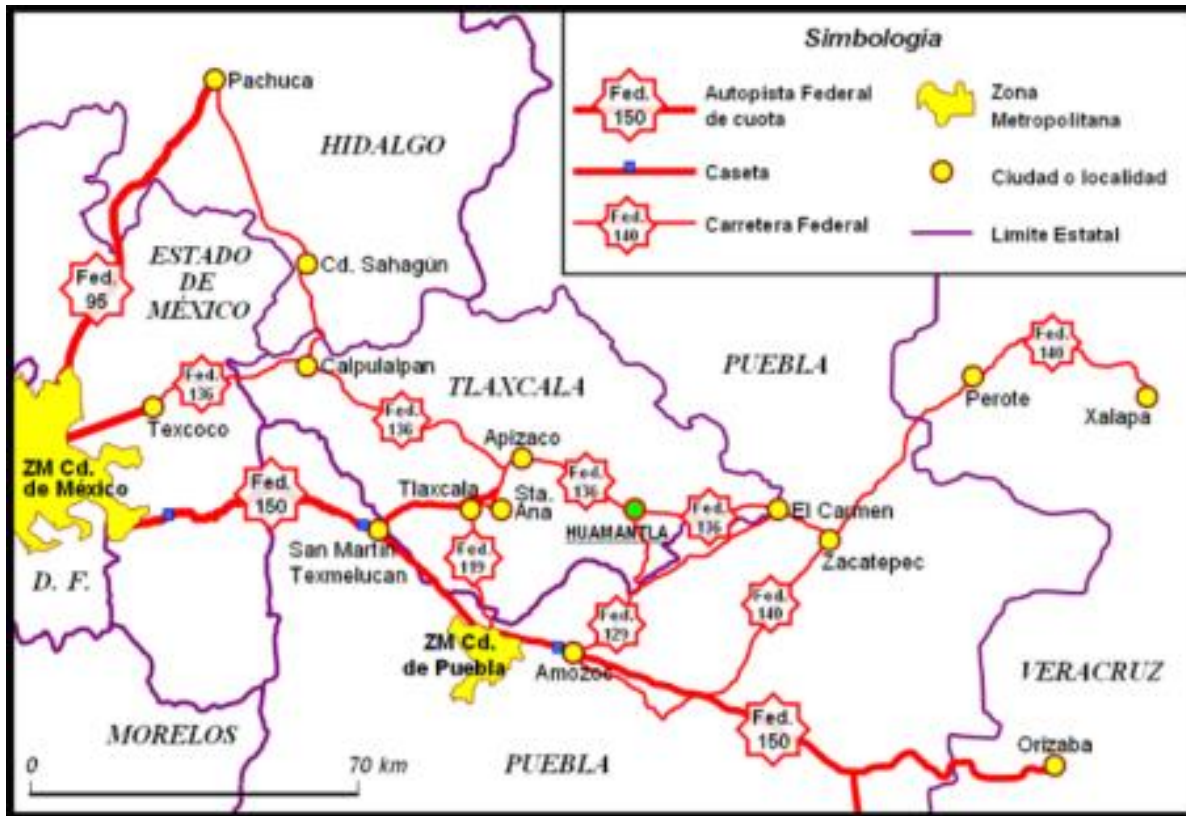 Simbologia
Fed.
150
Autopista Federal
de cuota
Zona
Metropolitana
Caseta
Ciudad o localidad
Fed.
140
Carretera Federal
Limite Estatal
Pachuca
HIDALGO
ESTADO
DE
MÉXICO
Fed.
95
Cd. Sahagún
Fed.
136
Calpulalpan
TLAXCALA
PUEBLA
Fed.
140
Perote
Xalapa
Texcoco
Fed.
136
Apizaco
ZM Cd.
de México
Fed.
150
Tlaxcala
Sta.
Ana
Fed.
136
HUAMANTLA
Fed.
136
El Carmen
Zacatepec
San Martín
Texmelucan
Fed.
119
D. F.
Fed.
129
Fed.
140
ZM Cd.
de Puebla
Amozoc
VERACRUZ
MORELOS
Fed.
150
Orizaba
PUEBLA
0
70 km